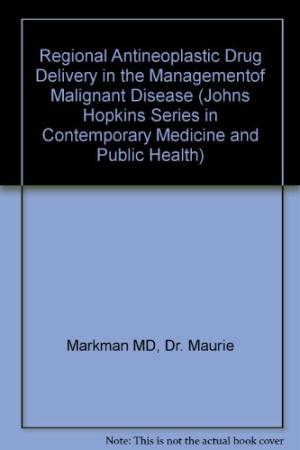 Regional Antineoplastic Drug
Delivery in the Managementof
Malignant Disease (Johns
Hopkins Series in
Contemporary Medicine and
Public Health)
Markman MD, Dr. Maurie
Note: This is not the actual book cover